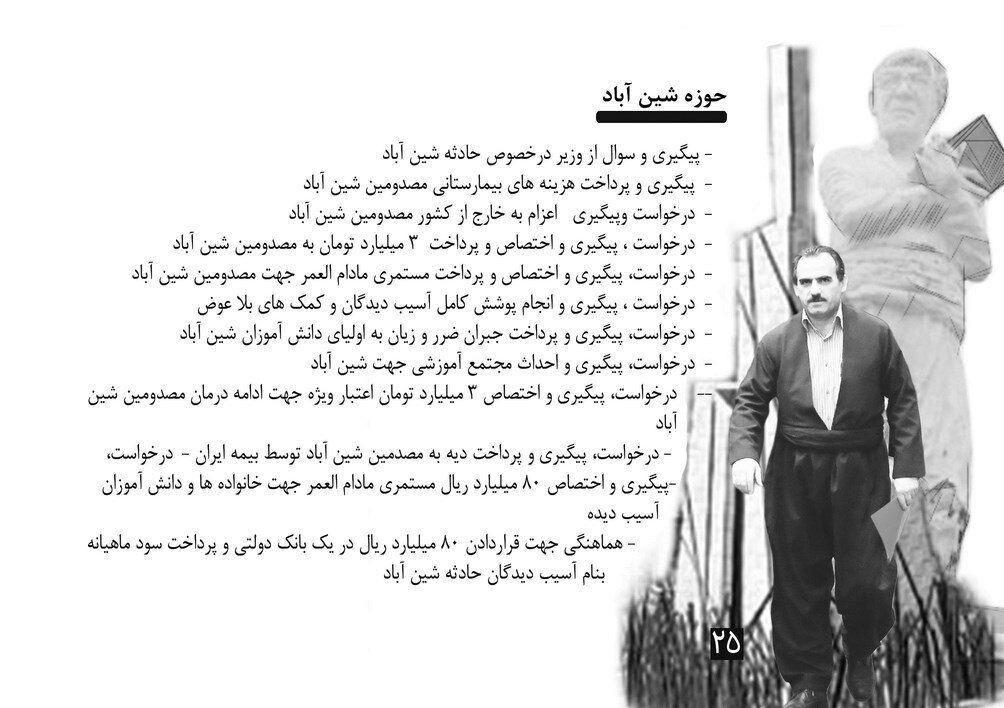 حوزه شین آباد
- پیگیری و سوال از وزیر درخصوص حادثه شین آباد
- پیگیری و پرداخت هزینه های بیمارستانی مصدومین شین آباد
- درخواست وپیگیری اعزام به خارج از کشور مصدومین شین آباد
- درخواست ، پیگیری و اختصاص و پرداخت ۳ میلیارد تومان به مصدومین شین آباد
- درخواست، پیگیری و اختصاص و پرداخت مستمری مادام العمر جهت مصدومین شین آباد
- درخواست ، پیگیری و انجام پوشش کامل آسیب دیدگان و کمک های بلا عوض
- درخواست، پیگیری و پرداخت جبران ضرر و زیان به اولیای دانش آموزان شین آباد
- درخواست، پیگیری و احداث مجتمع آموزشی جهت شین آباد
-- درخواست، پیگیری و اختصاص ۳ میلیارد تومان اعتبار ویژه جهت ادامه درمان مصدومین شین
آباد
- درخواست، پیگیری و پرداخت دیه به مصدمین شین آباد توسط بیمه ایران - درخواست،
-پیگیری و اختصاص ۸۰ میلیارد ریال مستمری مادام العمر جهت خانواده ها و دانش آموزان
آسیب دیده
- هماهنگی جهت قراردادن ۸۰ میلیارد ریال در یک بانک دولتی و پرداخت سود ماهیانه
بنام آسیب دیدگان حادثه شین آباد
۲۵